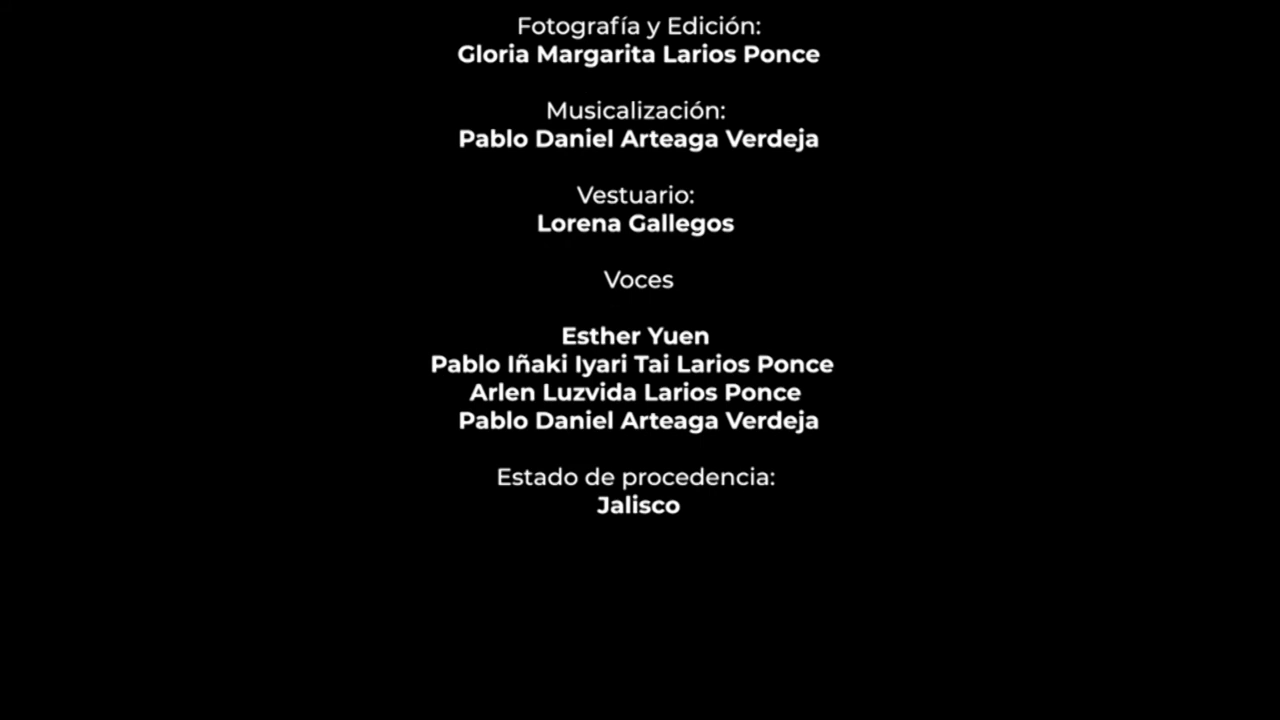 Fotografía y Edición:
Gloria Margarita Larios Ponce
Musicalización:
Pablo Daniel Arteaga Verdeja
Vestuario:
Lorena Gallegos
Voces
Esther Yuen
Pablo Iñaki Iyari Tai Larios Ponce
Arlen Luzvida Larios Ponce
Pablo Daniel Arteaga Verdeja
Estado de procedencia:
Jalisco